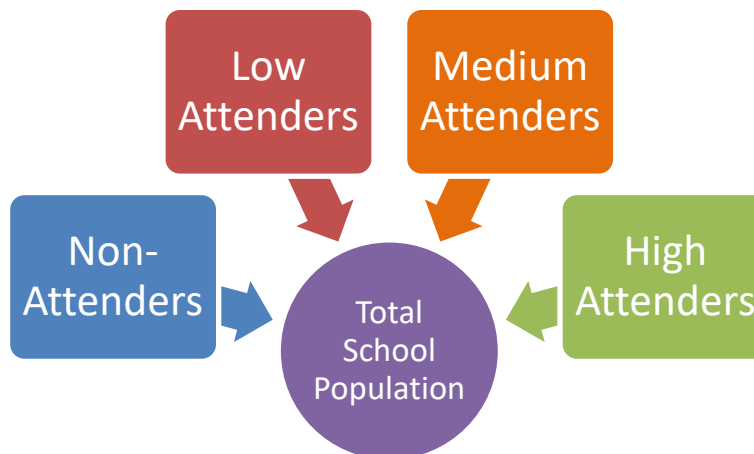 Low
Attenders
Medium
Attenders
Non-
Attenders
High
Attenders
Total
School
Population